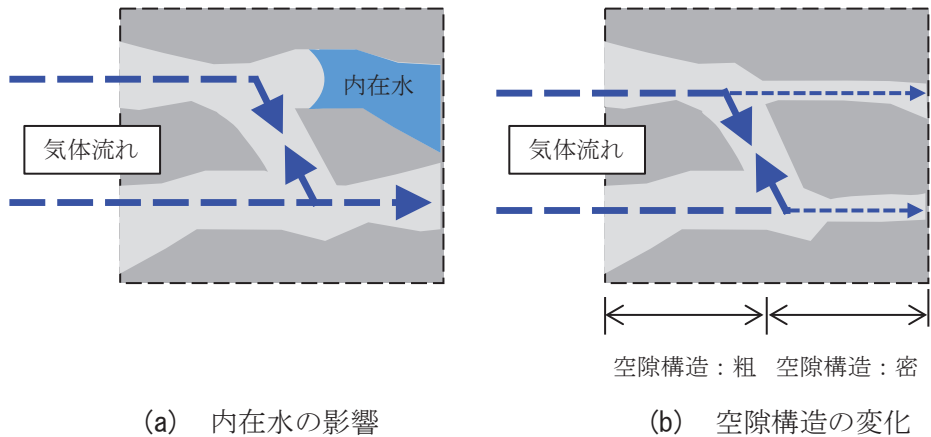 内在水
気体流れ
気体流れ
空隙構造：粗
空隙構造：密
(a) 内在水の影響
(b) 空隙構造の変化